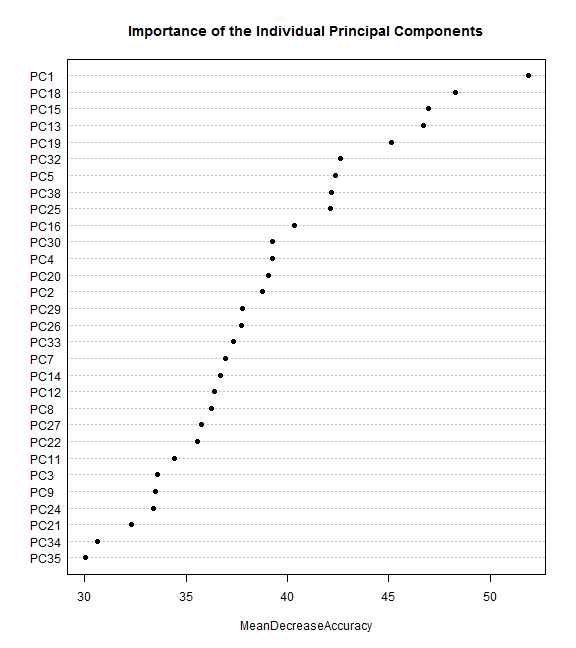 Importance of the Individual Principal Components
PC1
PC18
PC15
PC13
PC19
PC32
PC5
PC38
PC25
PC16
PC30
PC4
PC20
PC2
PC29
PC26
PC33
PC7
PC14
PC12
PC8
PC27
PC22
PC11
PC3
PC9
PC24
PC21
PC34
PC35
30 35 40 45 50
MeanDecreaseAccuracy